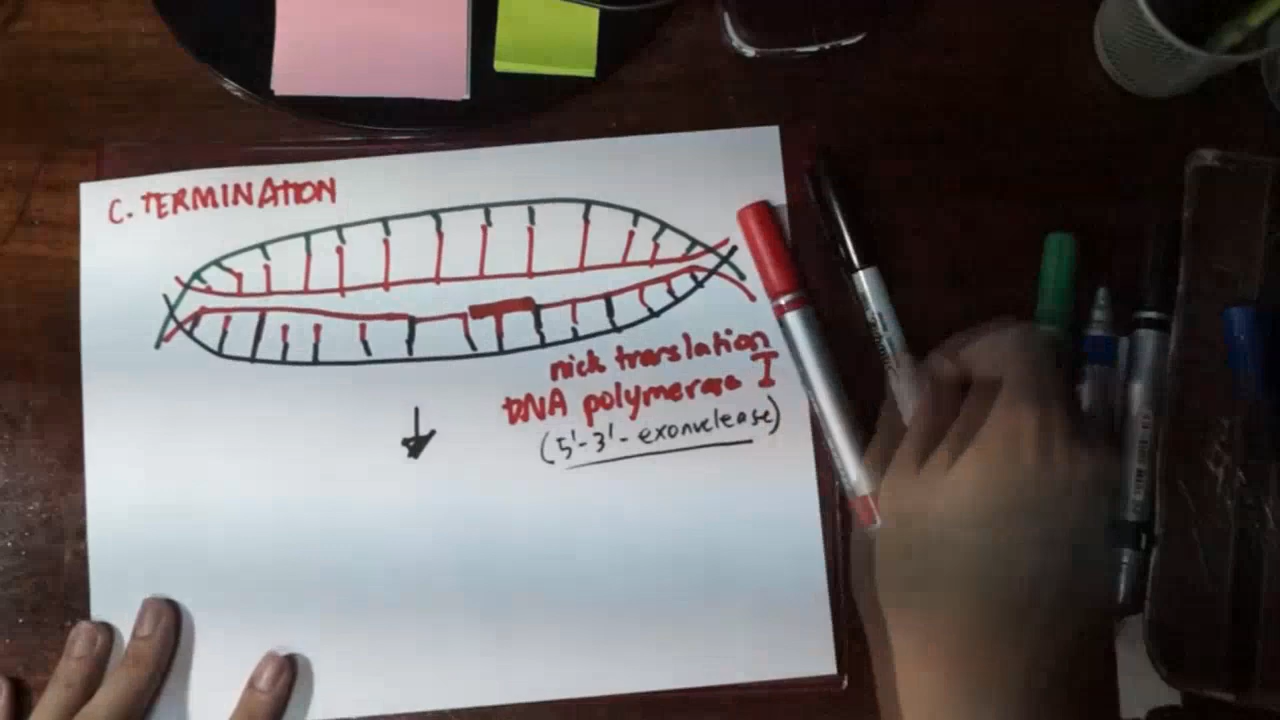 C. TERMINATION
nick translation
DNA polymerase I
(5'-3'-exonuclease)